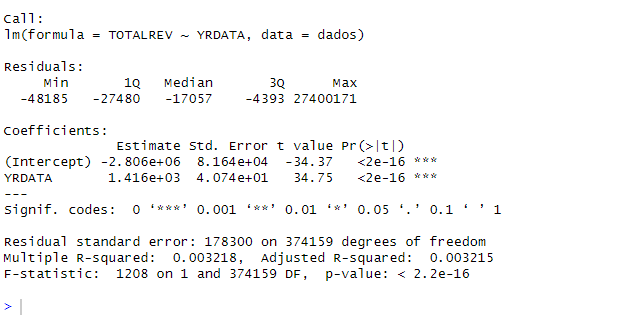 Call:
lm(formula = TOTALREV ~ YRDATA, data = dados)
Residuals:
Min 1Q Median 3Q Max
-48185 -27480 -17057 -4393 27400171
Coefficients:
Estimate Std. Error t value Pr(>|t|)
(Intercept) -2.806e+06 8.164e+04 -34.37 <2e-16 ***
YRDATA 1.416e+03 4.074e+01 34.75 <2e-16 ***
---
Signif. codes: 0 ‘***’ 0.001 ‘**’ 0.01 ‘*’ 0.05 ‘.’ 0.1 ‘ ’ 1
Residual standard error: 178300 on 374159 degrees of freedom
Multiple R-squared: 0.003218, Adjusted R-squared: 0.003215
F-statistic: 1208 on 1 and 374159 DF, p-value: < 2.2e-16
>